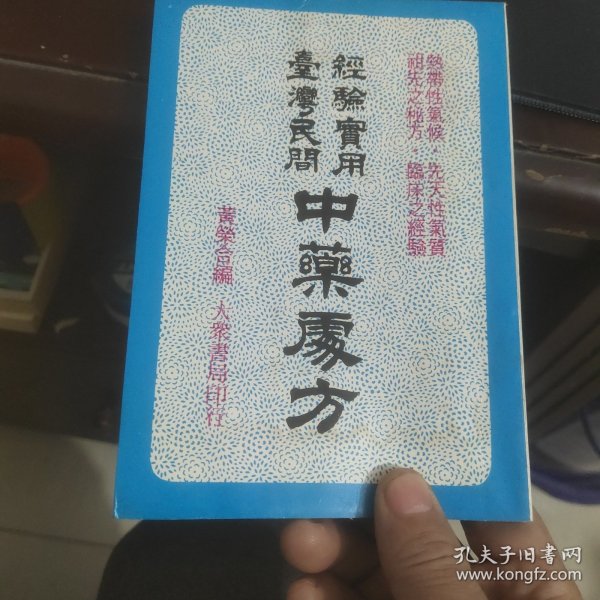 熱帶性氣候·先天性氣質
祖先之秘方·臨床之經驗
經驗實用
臺灣民間
中藥處方
黃榮合編 大衆書局印行
孔夫子旧书网
www.kongfz.com